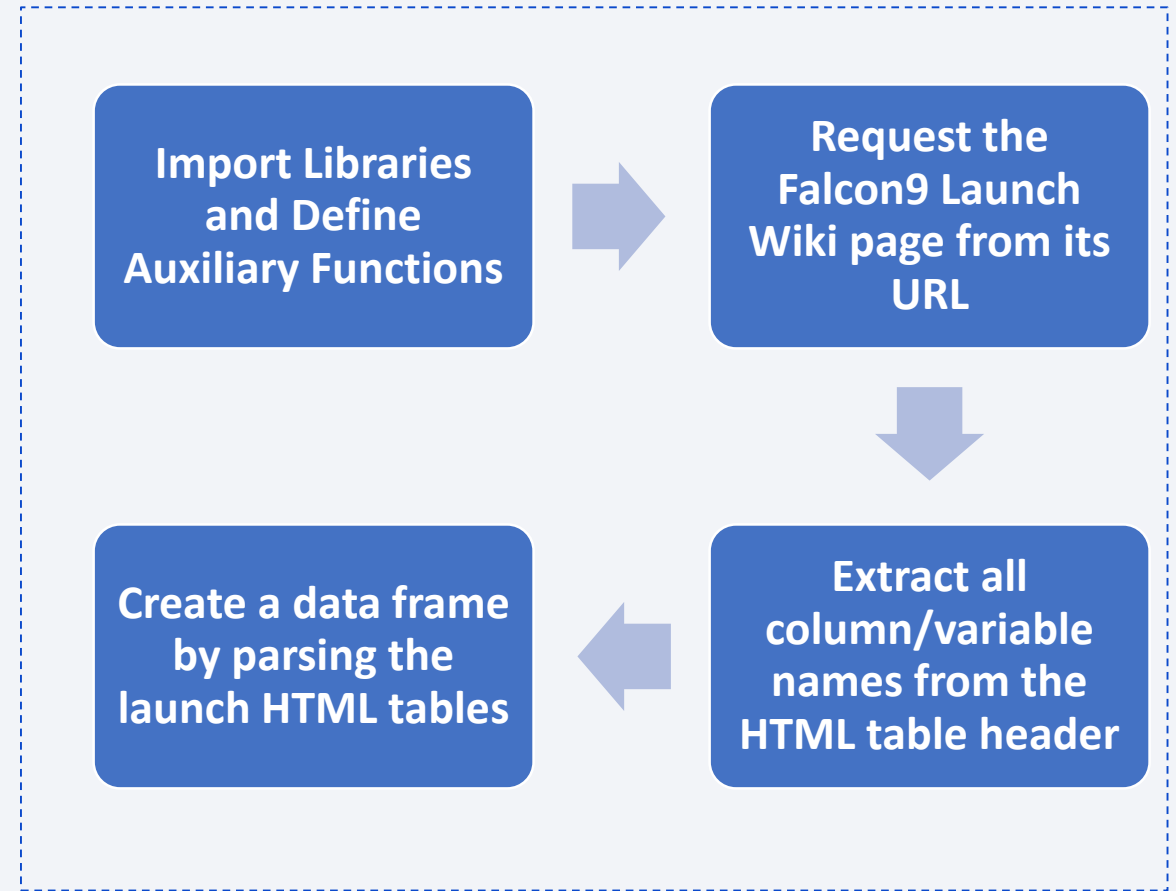 Import Libraries
and Define
Auxiliary Functions
Request the
Falcon9 Launch
Wiki page from its
URL
Extract all
column/variable
names from the
HTML table header
Create a data frame
by parsing the
launch HTML tables